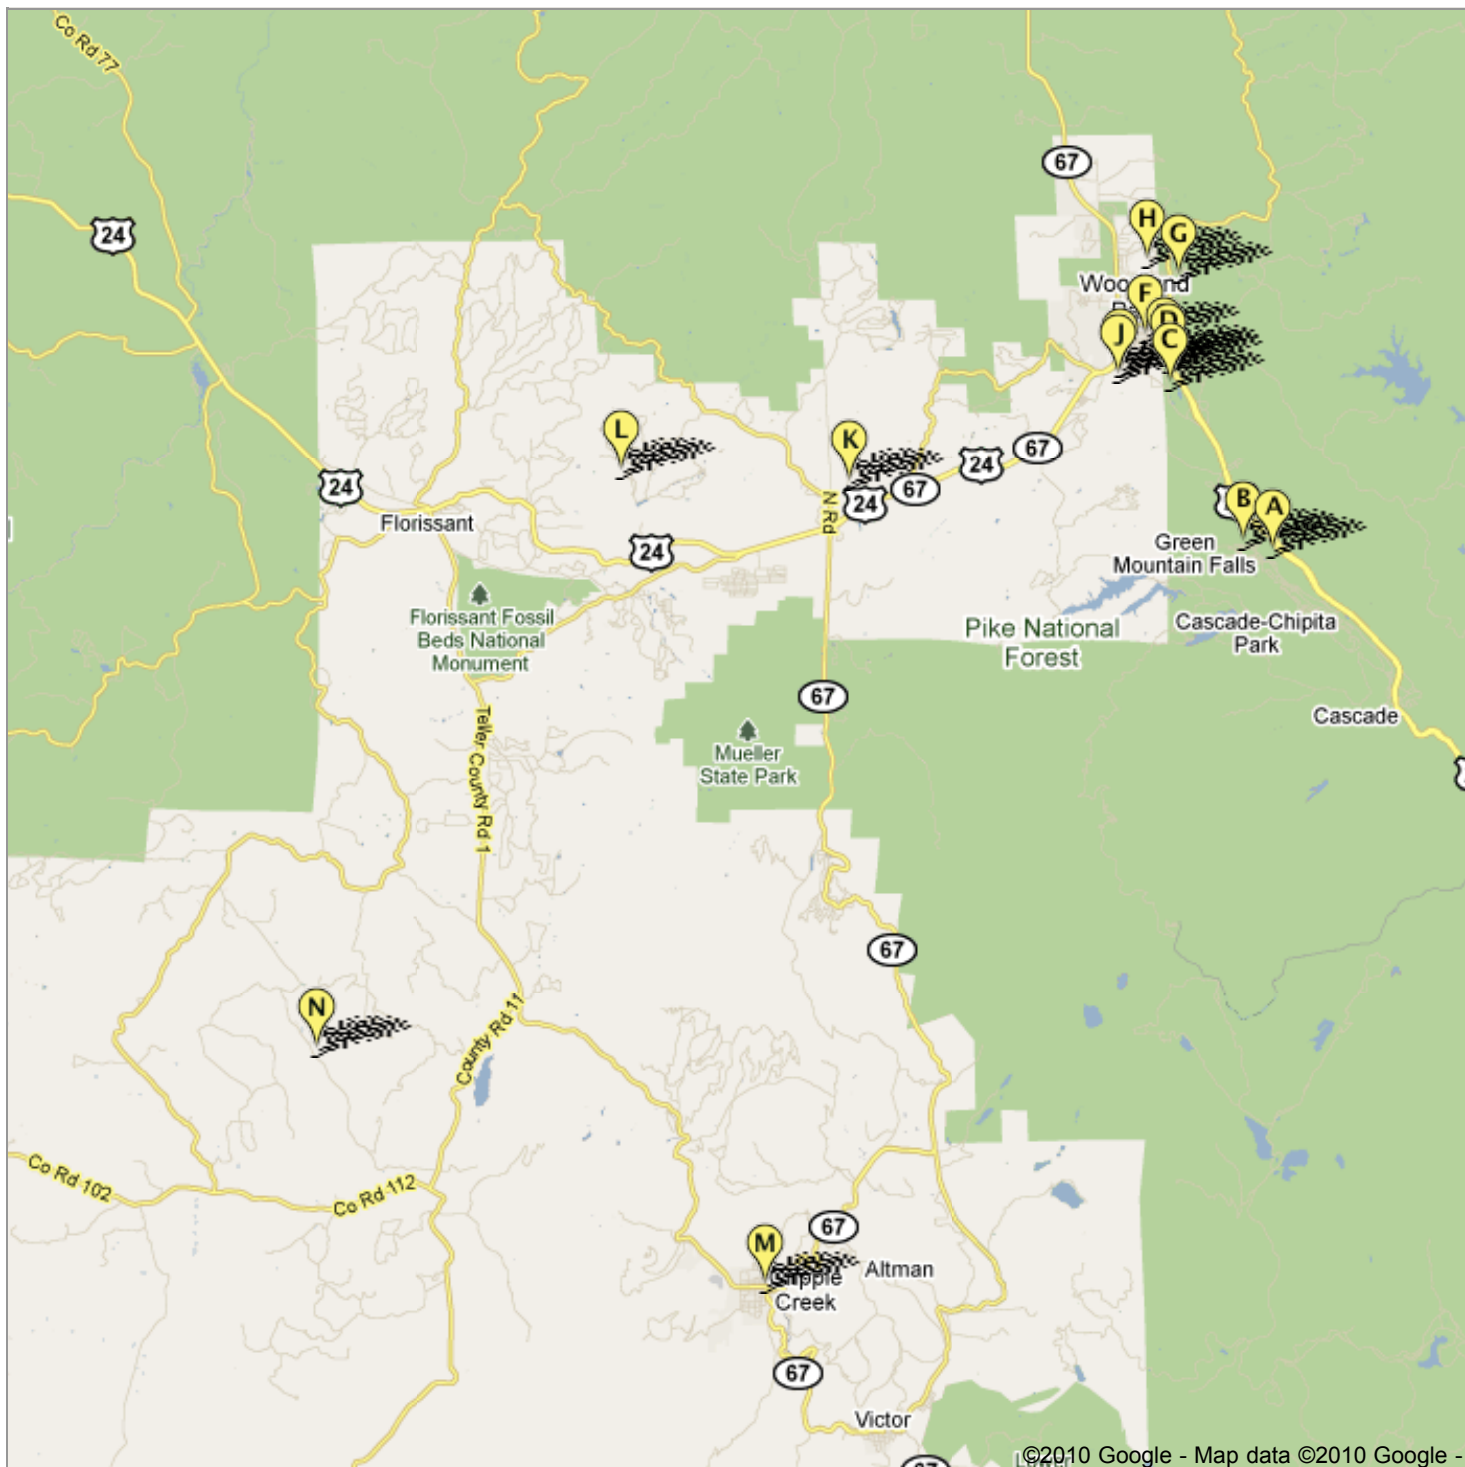 Co Rd 77
67
24
H
G
F
D
J
C
L
K
67
24
24
67
24
N Rd
Florissant
24
B
A
Green
Mountain Falls
Florissant Fossil
Beds National
Monument
Pike National
Forest
Cascade-Chipita
Park
67
Cascade
Teller County Rd 1
Mueller
State Park
67
N
County Rd 11
Co Rd 102
Co Rd 112
67
M
Altman
Creek
67
Victor
©2010 Google - Map data ©2010 Google -